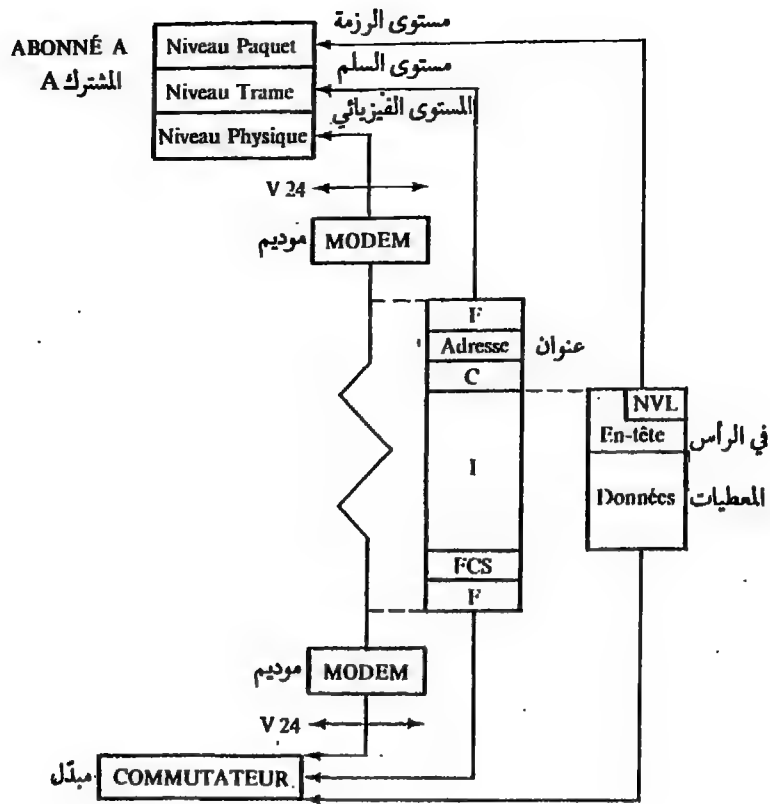 مستوى الرزمة
ABONNÉ A Niveau Paquet
المشترك A
مستوى السلم
Niveau Trame
المستوى الفيزيائي
Niveau Physique
V 24
موديم MODEM
F
Adresse عنوان
C
NVL
En-tête في الرأس
I
Données المعطيات
FCS
F
موديم MODEM
V 24
مبدّل COMMUTATEUR